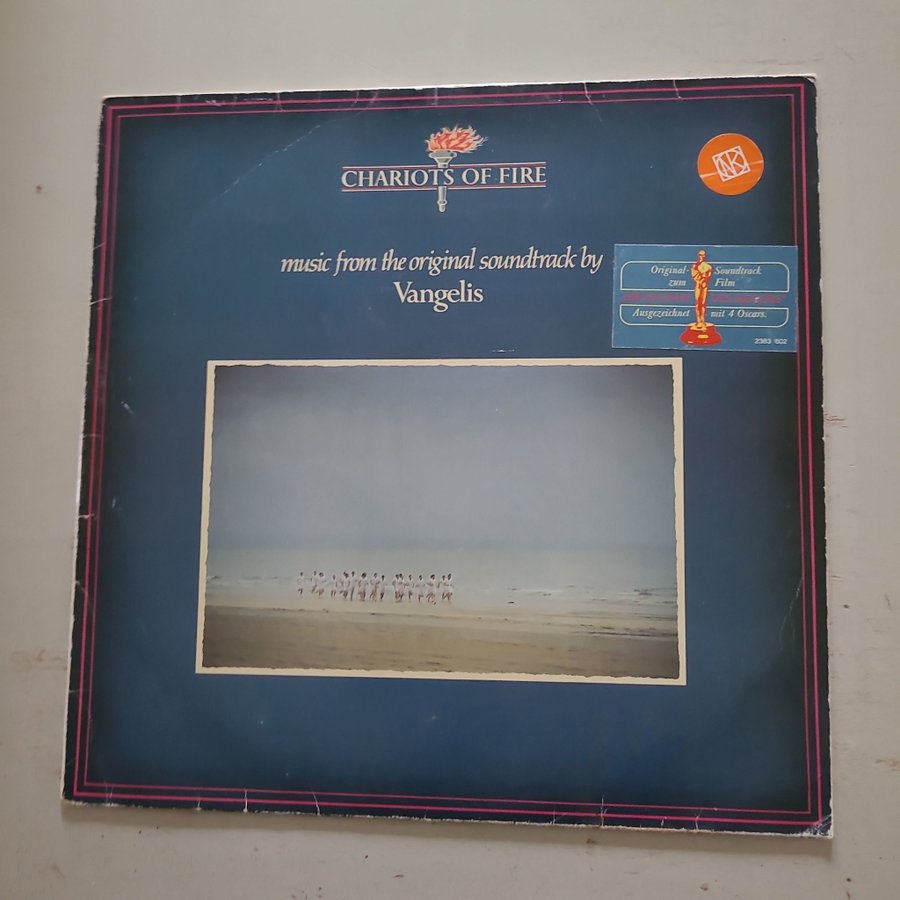 CHARIOTS OF FIRE
music from the original soundtrack by
Vangelis
Original- Soundtrack
zum Film
Ausgezeichnet mit 4 Oscars.
2383 602